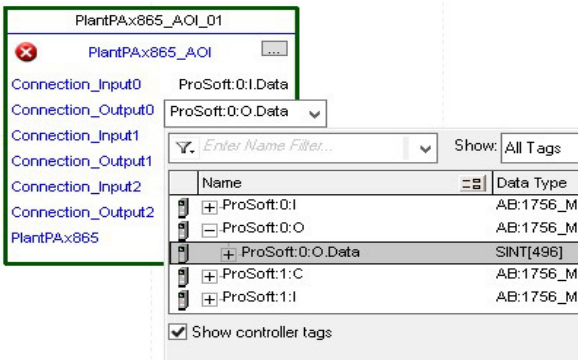 PlantPAx865_AOI_01
PlantPAx865_AOI ...
Connection_Input0 ProSoft:0:I.Data
Connection_Output0 ProSoft:0:O.Data
Connection_Input1
Connection_Output1
Connection_Input2
Connection_Output2
PlantPAx865
Enter Name Filter... Show: All Tags
Name Data Type
ProSoft:0:I AB:1756_M
ProSoft:0:O AB:1756_M
ProSoft:0:O.Data SINT[496]
ProSoft:1:C AB:1756_M
ProSoft:1:I AB:1756_M
Show controller tags